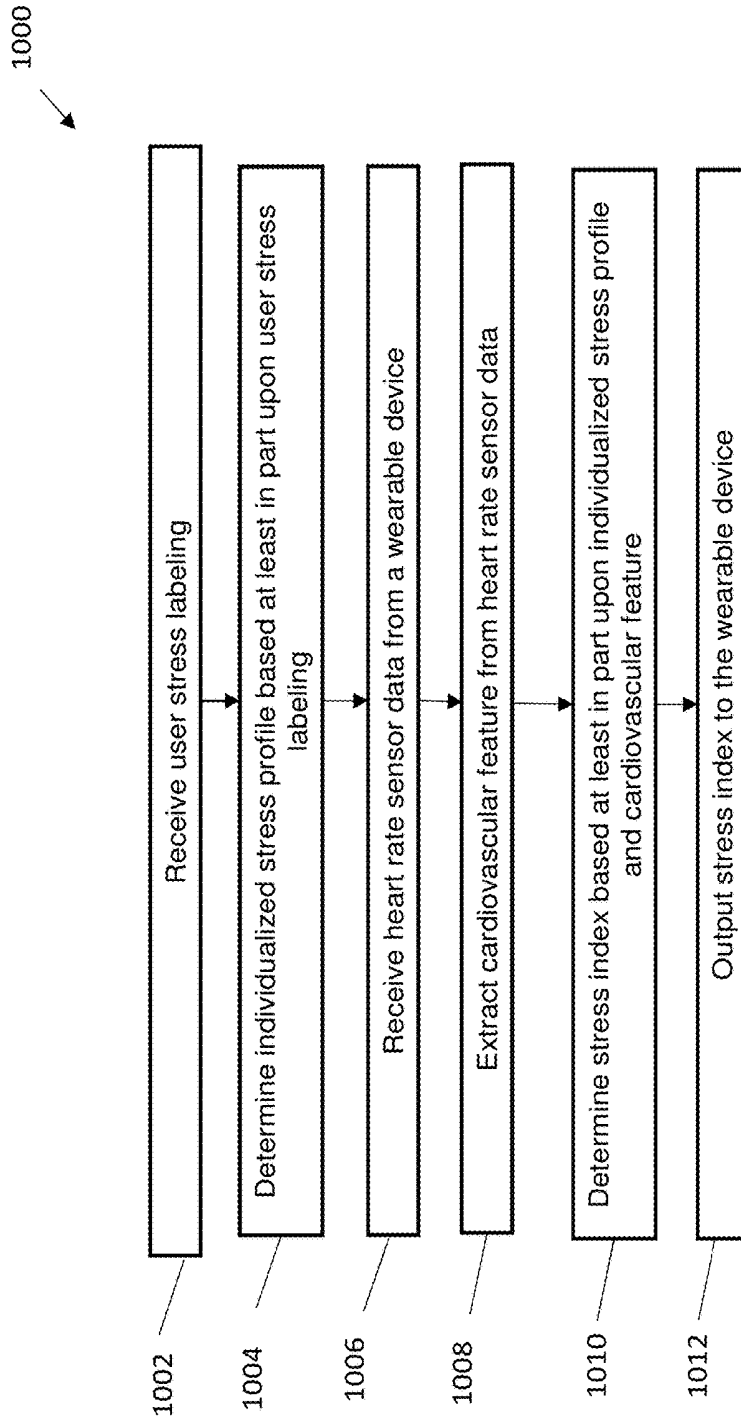 1000
1002
Receive user stress labeling
1004
Determine individualized stress profile based at least in part upon user stress
labeling
1006
Receive heart rate sensor data from a wearable device
1008
Extract cardiovascular feature from heart rate sensor data
1010
Determine stress index based at least in part upon individualized stress profile
and cardiovascular feature
1012
Output stress index to the wearable device